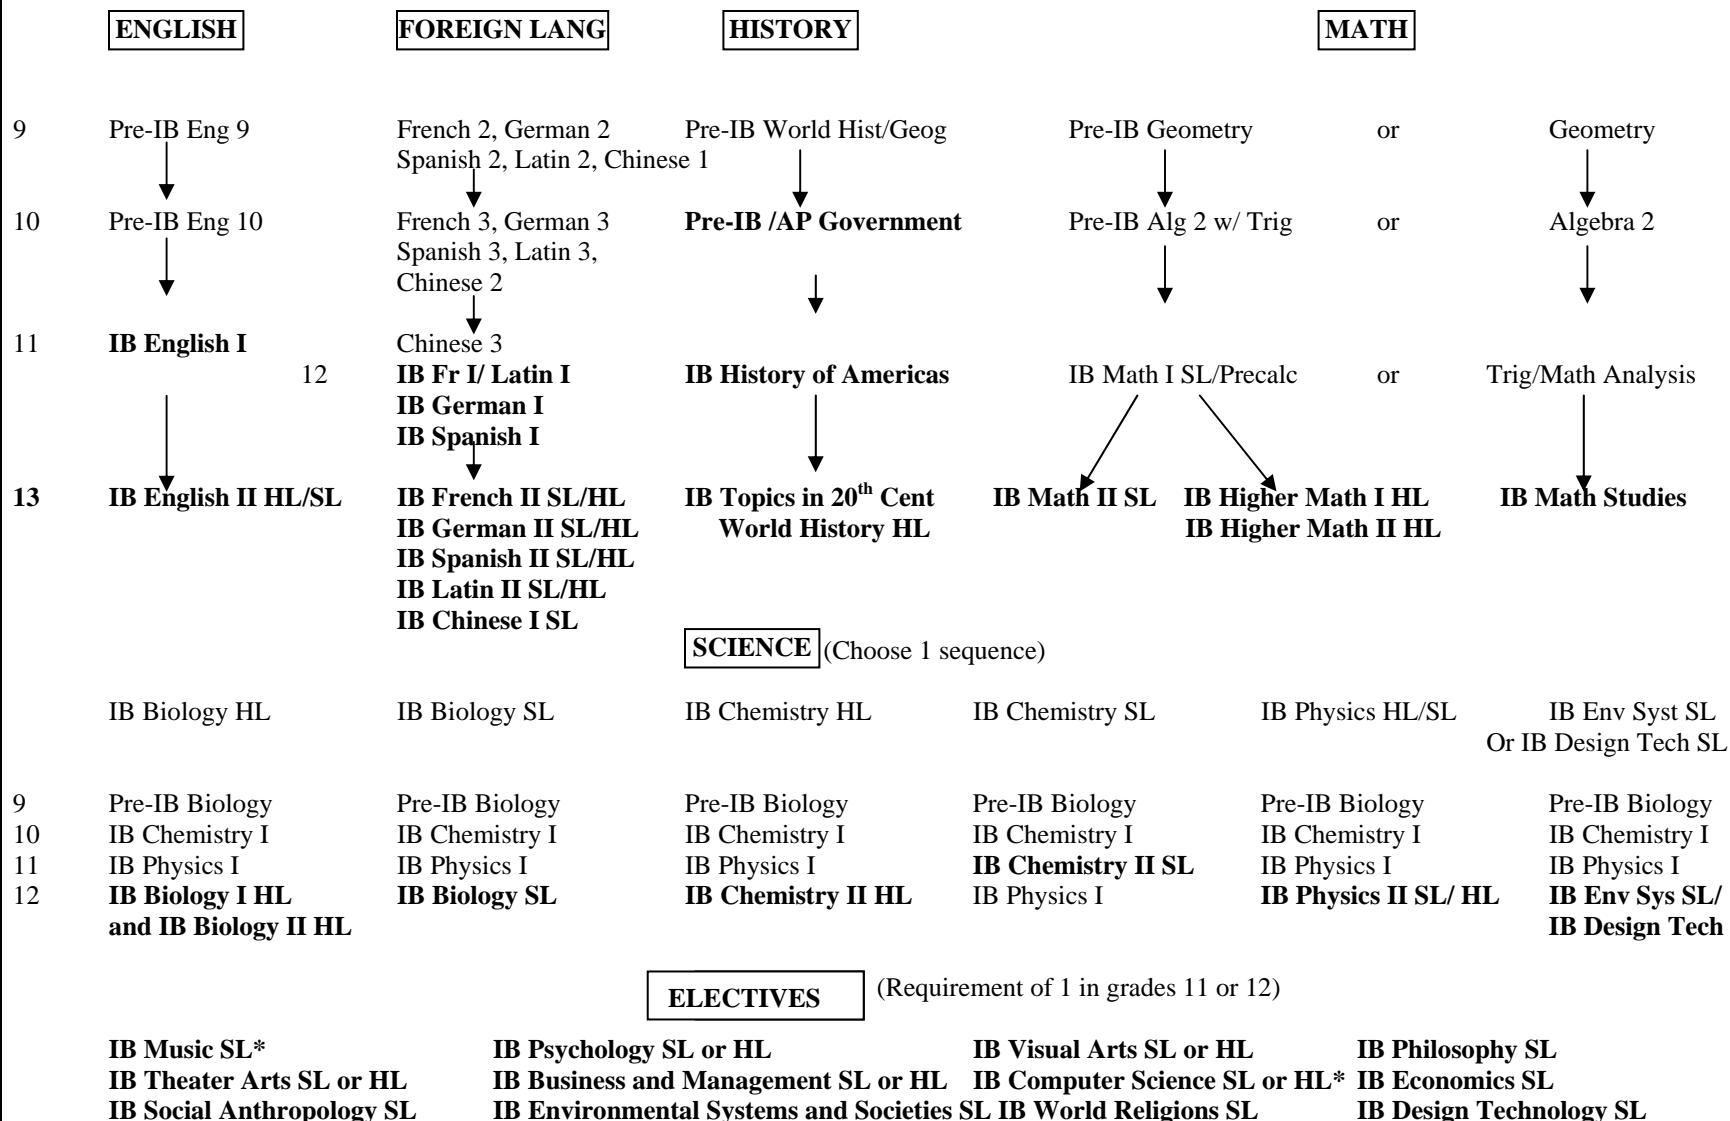 ENGLISH FOREIGN LANG HISTORY MATH
9 Pre-IB Eng 9 French 2, German 2 Pre-IB World Hist/Geog Pre-IB Geometry or Geometry
Spanish 2, Latin 2, Chinese 1
10 Pre-IB Eng 10 French 3, German 3 Pre-IB /AP Government Pre-IB Alg 2 w/ Trig or Algebra 2
Spanish 3, Latin 3,
Chinese 2
11 IB English I Chinese 3
12 IB Fr I/ Latin I IB History of Americas IB Math I SL/Precalc or Trig/Math Analysis
IB German I
IB Spanish I
13 IB English II HL/SL IB French II SL/HL IB Topics in 20th Cent IB Math II SL IB Higher Math I HL IB Math Studies
IB German II SL/HL World History HL IB Higher Math II HL
IB Spanish II SL/HL
IB Latin II SL/HL
IB Chinese I SL
SCIENCE (Choose 1 sequence)
IB Biology HL IB Biology SL IB Chemistry HL IB Chemistry SL IB Physics HL/SL IB Env Syst SL
Or IB Design Tech SL
9 Pre-IB Biology Pre-IB Biology Pre-IB Biology Pre-IB Biology Pre-IB Biology Pre-IB Biology
10 IB Chemistry I IB Chemistry I IB Chemistry I IB Chemistry I IB Chemistry I IB Chemistry I
11 IB Physics I IB Physics I IB Physics I IB Chemistry II SL IB Physics I IB Physics I
12 IB Biology I HL IB Biology SL IB Chemistry II HL IB Physics I IB Physics II SL/ HL IB Env Sys SL/
and IB Biology II HL IB Design Tech
ELECTIVES (Requirement of 1 in grades 11 or 12)
IB Music SL* IB Psychology SL or HL IB Visual Arts SL or HL IB Philosophy SL
IB Theater Arts SL or HL IB Business and Management SL or HL IB Computer Science SL or HL* IB Economics SL
IB Social Anthropology SL IB Environmental Systems and Societies SL IB World Religions SL IB Design Technology SL